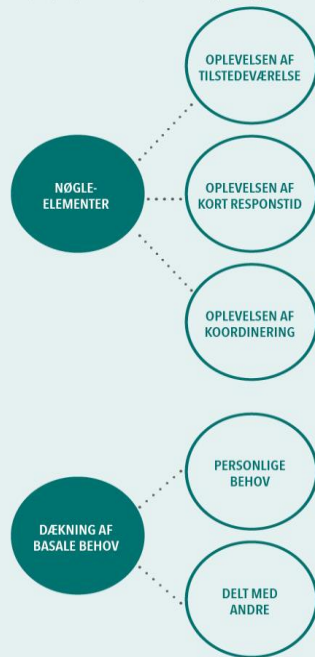 OPLEVELSEN AF
TILSTEDEVÆRELSE
NØGLE-
ELEMENTER
OPLEVELSEN AF
KORT RESPONSTID
OPLEVELSEN AF
KOORDINERING
PERSONLIGE
BEHOV
DÆKNING AF
BASALE BEHOV
DELT MED
ANDRE